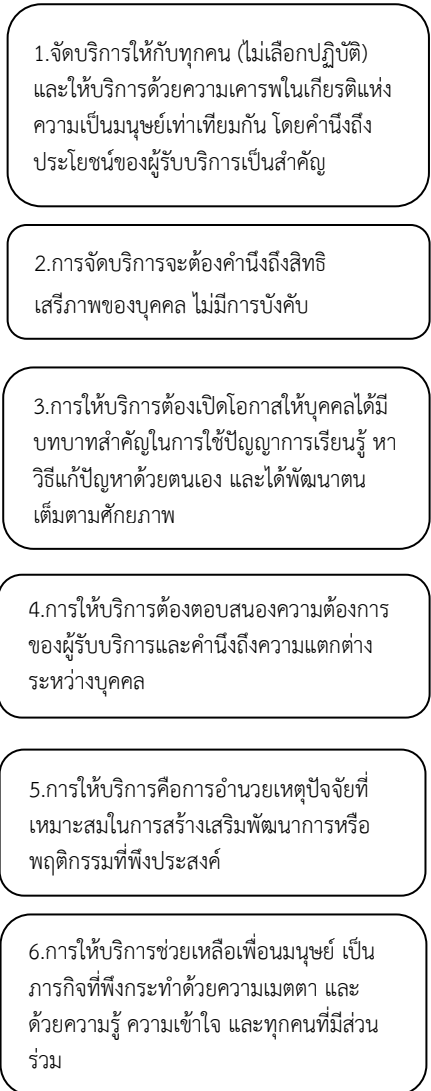 1.จัดบริการให้กับทุกคน (ไม่เลือกปฏิบัติ)
และให้บริการด้วยความเคารพในเกียรติแห่ง
ความเป็นมนุษย์เท่าเทียมกัน โดยคำนึงถึง
ประโยชน์ของผู้รับบริการเป็นสำคัญ
2.การจัดบริการจะต้องคำนึงถึงสิทธิ
เสรีภาพของบุคคล ไม่มีการบังคับ
3.การให้บริการต้องเปิดโอกาสให้บุคคลได้มี
บทบาทสำคัญในการใช้ปัญญาการเรียนรู้ หา
วิธีแก้ปัญหาด้วยตนเอง และได้พัฒนาตน
เต็มตามศักยภาพ
4.การให้บริการต้องตอบสนองความต้องการ
ของผู้รับบริการและคำนึงถึงความแตกต่าง
ระหว่างบุคคล
5.การให้บริการคือการอำนวยเหตุปัจจัยที่
เหมาะสมในการสร้างเสริมพัฒนาการหรือ
พฤติกรรมที่พึงประสงค์
6.การให้บริการช่วยเหลือเพื่อนมนุษย์ เป็น
ภารกิจที่พึงกระทำด้วยความเมตตา และ
ด้วยความรู้ ความเข้าใจ และทุกคนที่มีส่วน
ร่วม